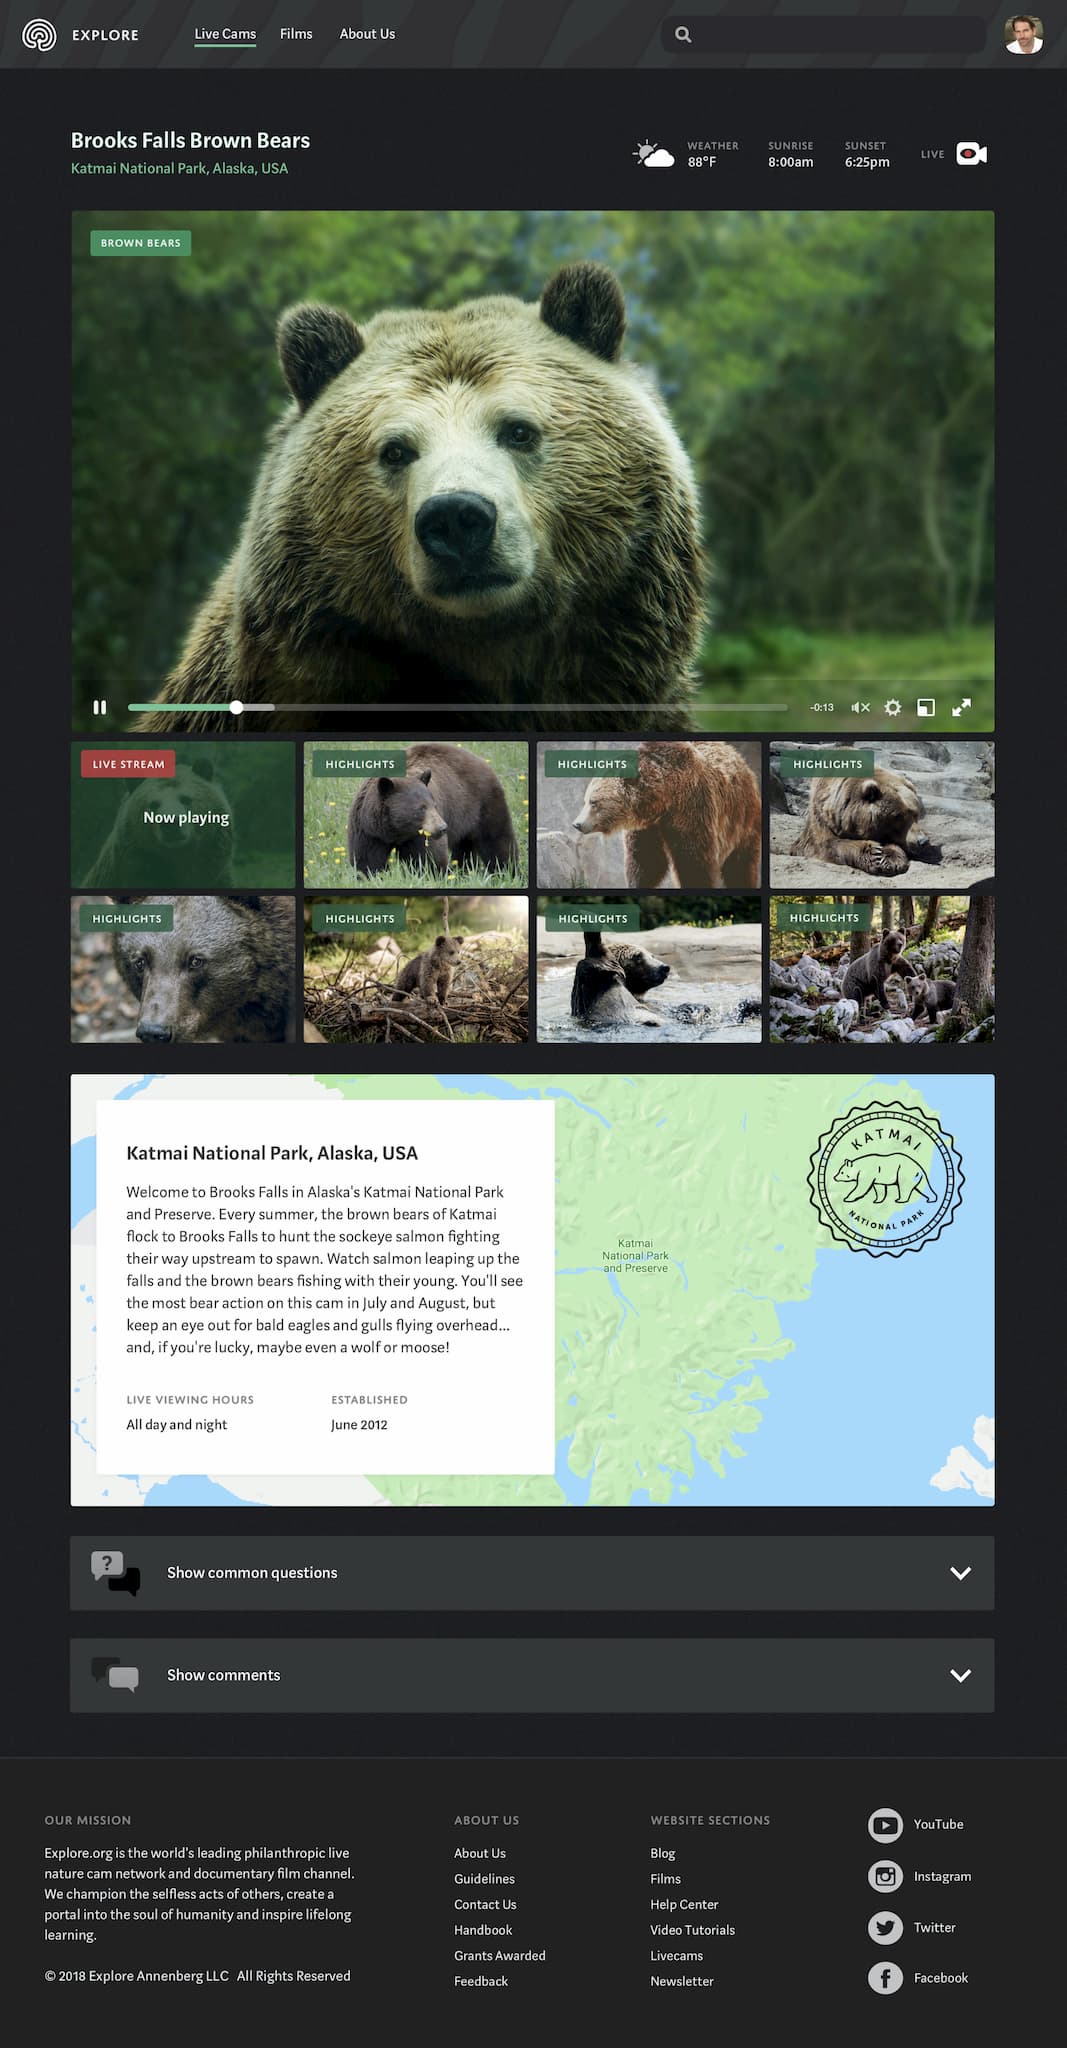 EXPLORE
Live Cams
Films
About Us
Brooks Falls Brown Bears
Katmai National Park, Alaska, USA
WEATHER
88°F
SUNRISE
8:00am
SUNSET
6:25pm
LIVE
BROWN BEARS
-0:13
LIVE STREAM
Now playing
HIGHLIGHTS
HIGHLIGHTS
HIGHLIGHTS
HIGHLIGHTS
HIGHLIGHTS
HIGHLIGHTS
HIGHLIGHTS
Katmai National Park, Alaska, USA
Welcome to Brooks Falls in Alaska's Katmai National Park
and Preserve. Every summer, the brown bears of Katmai
flock to Brooks Falls to hunt the sockeye salmon fighting
their way upstream to spawn. Watch salmon leaping up the
falls and the brown bears fishing with their young. You'll see
the most bear action on this cam in July and August, but
keep an eye out for bald eagles and gulls flying overhead...
and, if you're lucky, maybe even a wolf or moose!
LIVE VIEWING HOURS
All day and night
ESTABLISHED
June 2012
Katmai
National Park
and Preserve
KATMAI
NATIONAL PARK
?
Show common questions
Show comments
OUR MISSION
Explore.org is the world's leading philanthropic live
nature cam network and documentary film channel.
We champion the selfless acts of others, create a
portal into the soul of humanity and inspire lifelong
learning.
© 2018 Explore Annenberg LLC All Rights Reserved
ABOUT US
About Us
Guidelines
Contact Us
Handbook
Grants Awarded
Feedback
WEBSITE SECTIONS
Blog
Films
Help Center
Video Tutorials
Livecams
Newsletter
YouTube
Instagram
Twitter
Facebook